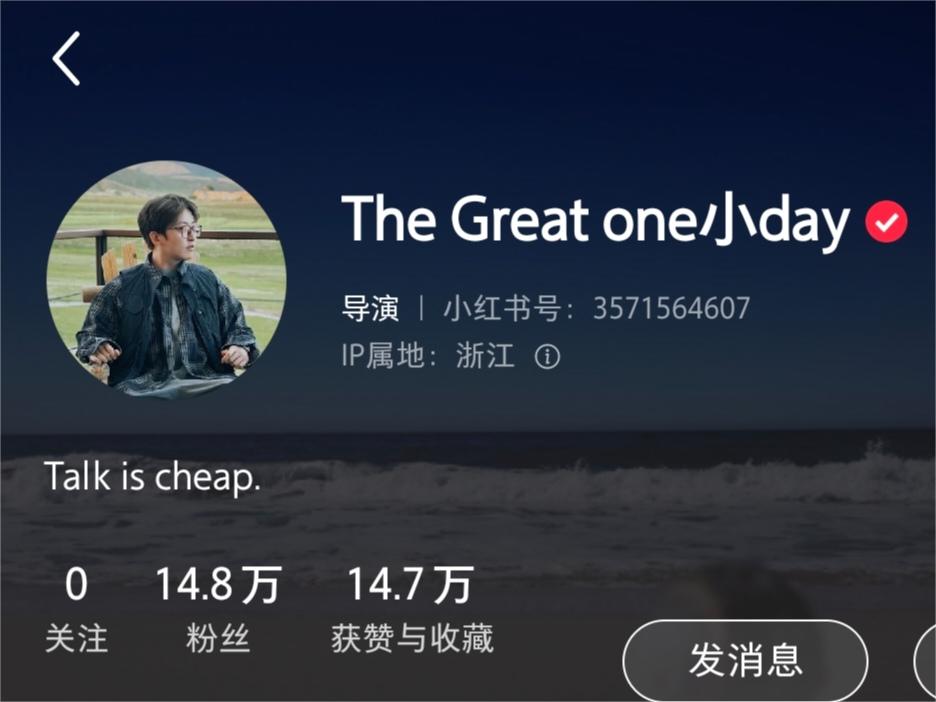 The Great one小day
导演 | 小红书号：3571564607
IP属地：浙江
Talk is cheap.
0 14.8万 14.7万
关注 粉丝 获赞与收藏
发消息